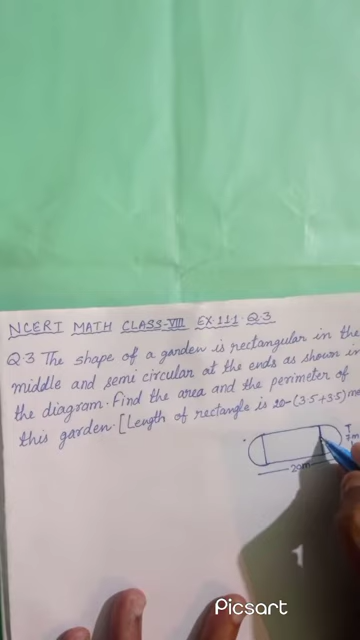 NCERT MATH CLASS-VIII EX.11.1 Q.3
Q.3 The shape of a garden is rectangular in the
middle and semi circular at the ends as shown in
the diagram. Find the area and the perimeter of
this garden. [Length of rectangle is 20-(3.5+3.5) me
7m
20m
Picsart